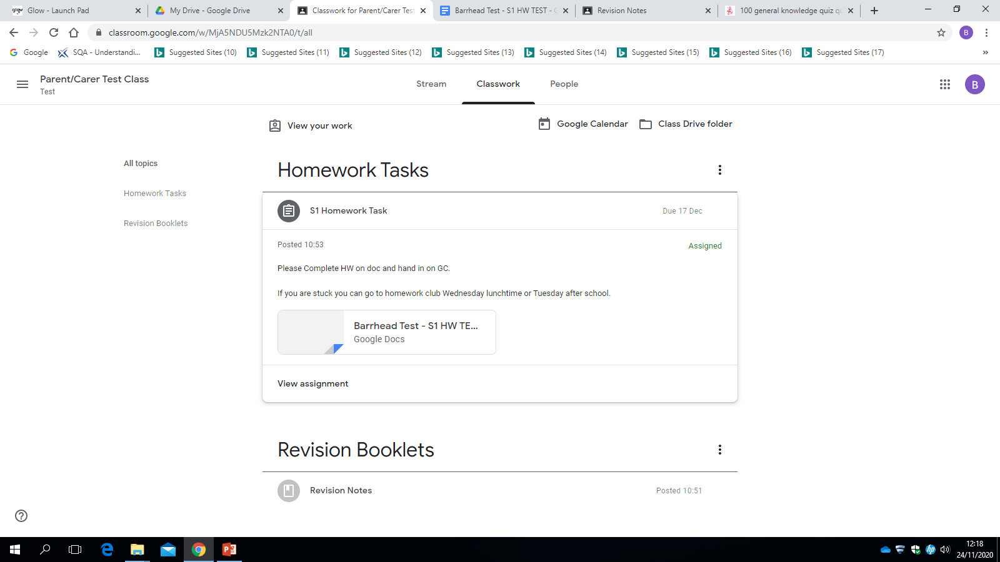 glow Glow - Launch Pad
My Drive - Google Drive
Classwork for Parent/Carer Test
Barrhead Test - S1 HW TEST - G
Revision Notes
100 general knowledge quiz qu
classroom.google.com/w/MjA5NDU5Mzk2NTA0/t/all
B
Google
SQA - Understandi...
Suggested Sites (10)
Suggested Sites (11)
Suggested Sites (12)
Suggested Sites (13)
Suggested Sites (14)
Suggested Sites (15)
Suggested Sites (16)
Suggested Sites (17)
»
Parent/Carer Test Class
Test
Stream
Classwork
People
B
View your work
Google Calendar
Class Drive folder
All topics
Homework Tasks
Revision Booklets
Homework Tasks
S1 Homework Task
Due 17 Dec
Posted 10:53
Assigned
Please Complete HW on doc and hand in on GC.
If you are stuck you can go to homework club Wednesday lunchtime or Tuesday after school.
Barrhead Test - S1 HW TE...
Google Docs
View assignment
Revision Booklets
Revision Notes
Posted 10:51
12:18
24/11/2020